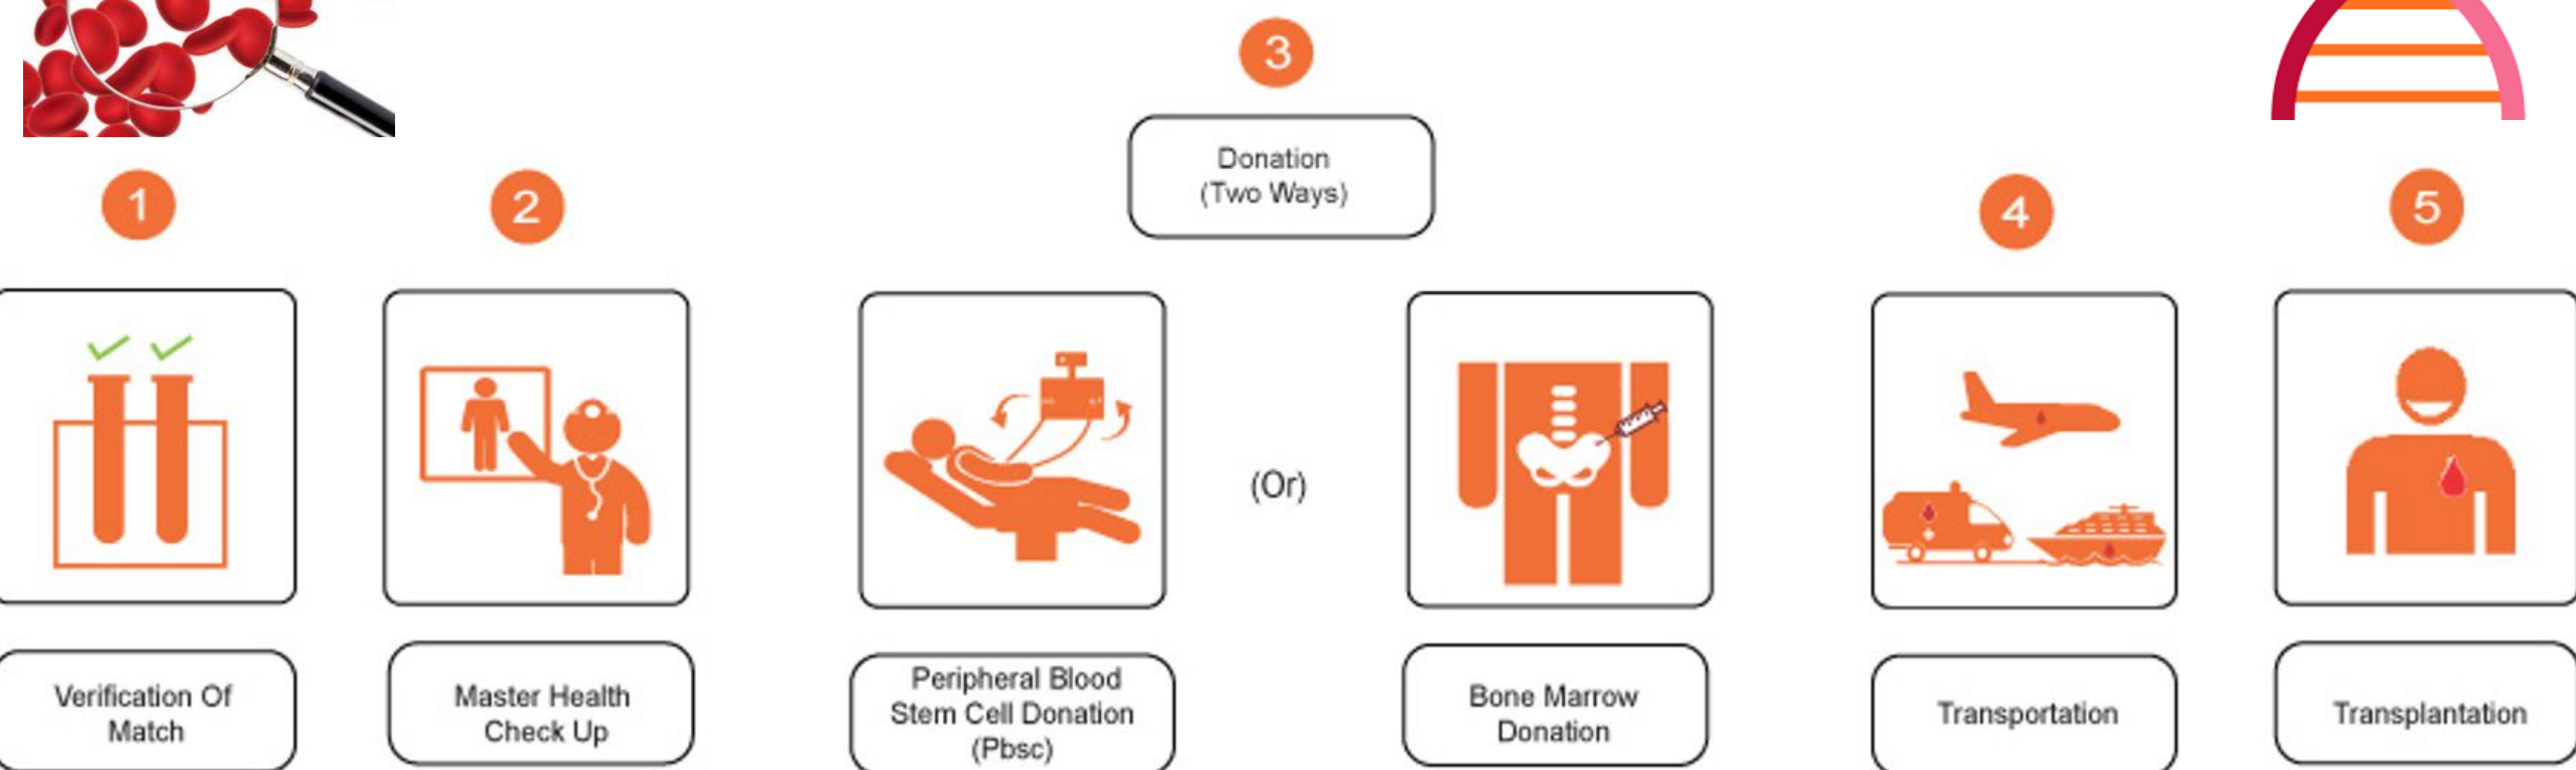 1
Verification Of
Match
2
Master Health
Check Up
3
Donation
(Two Ways)
Peripheral Blood
Stem Cell Donation
(Pbsc)
(Or)
Bone Marrow
Donation
4
Transportation
5
Transplantation